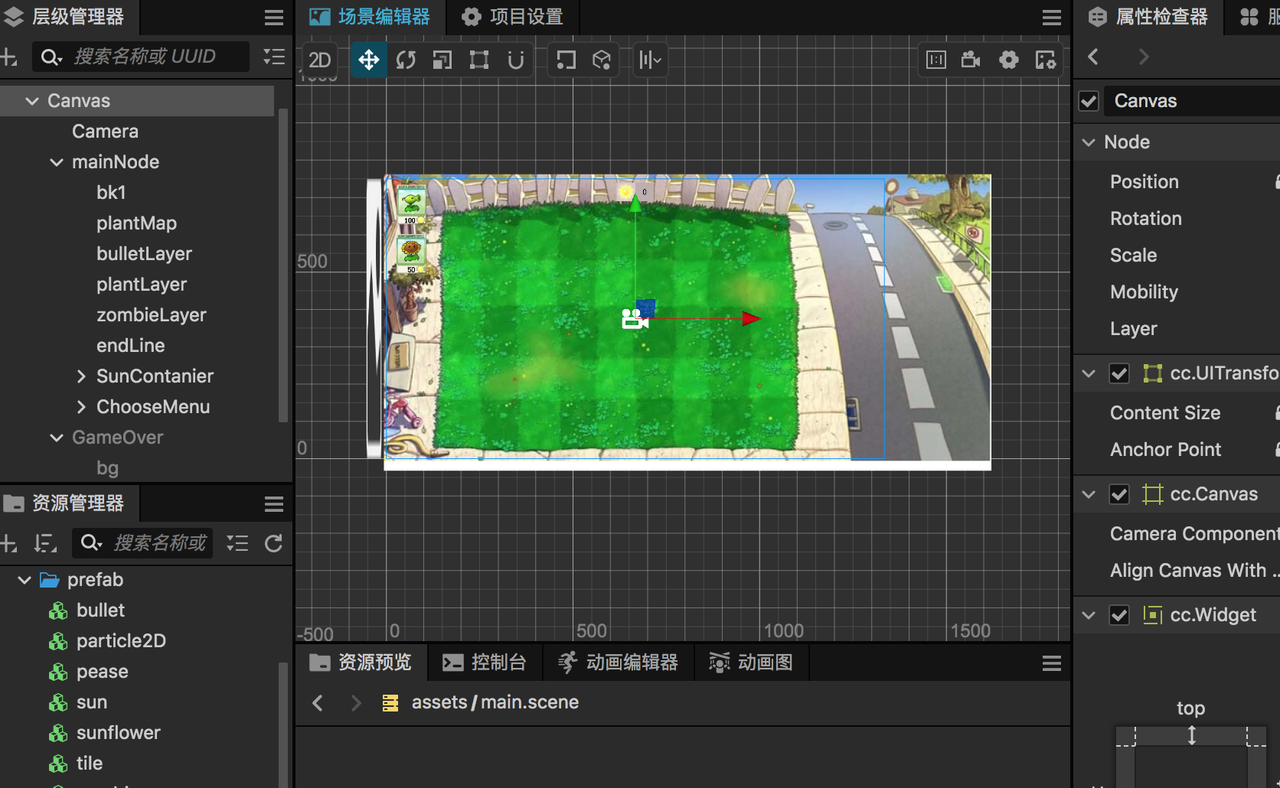 层级管理器
搜索名称或 UUID
Canvas
Camera
mainNode
bk1
plantMap
bulletLayer
plantLayer
zombieLayer
endLine
SunContanier
ChooseMenu
GameOver
bg
资源管理器
搜索名称或
prefab
bullet
particle2D
pease
sun
sunflower
tile
场景编辑器
项目设置
2D
500
0
-500
0
500
1000
1500
100
50
0
资源预览
控制台
动画编辑器
动画图
assets/main.scene
属性检查器
Canvas
Node
Position
Rotation
Scale
Mobility
Layer
cc.UITransfo
Content Size
Anchor Point
cc.Canvas
Camera Component
Align Canvas With ..
cc.Widget
top